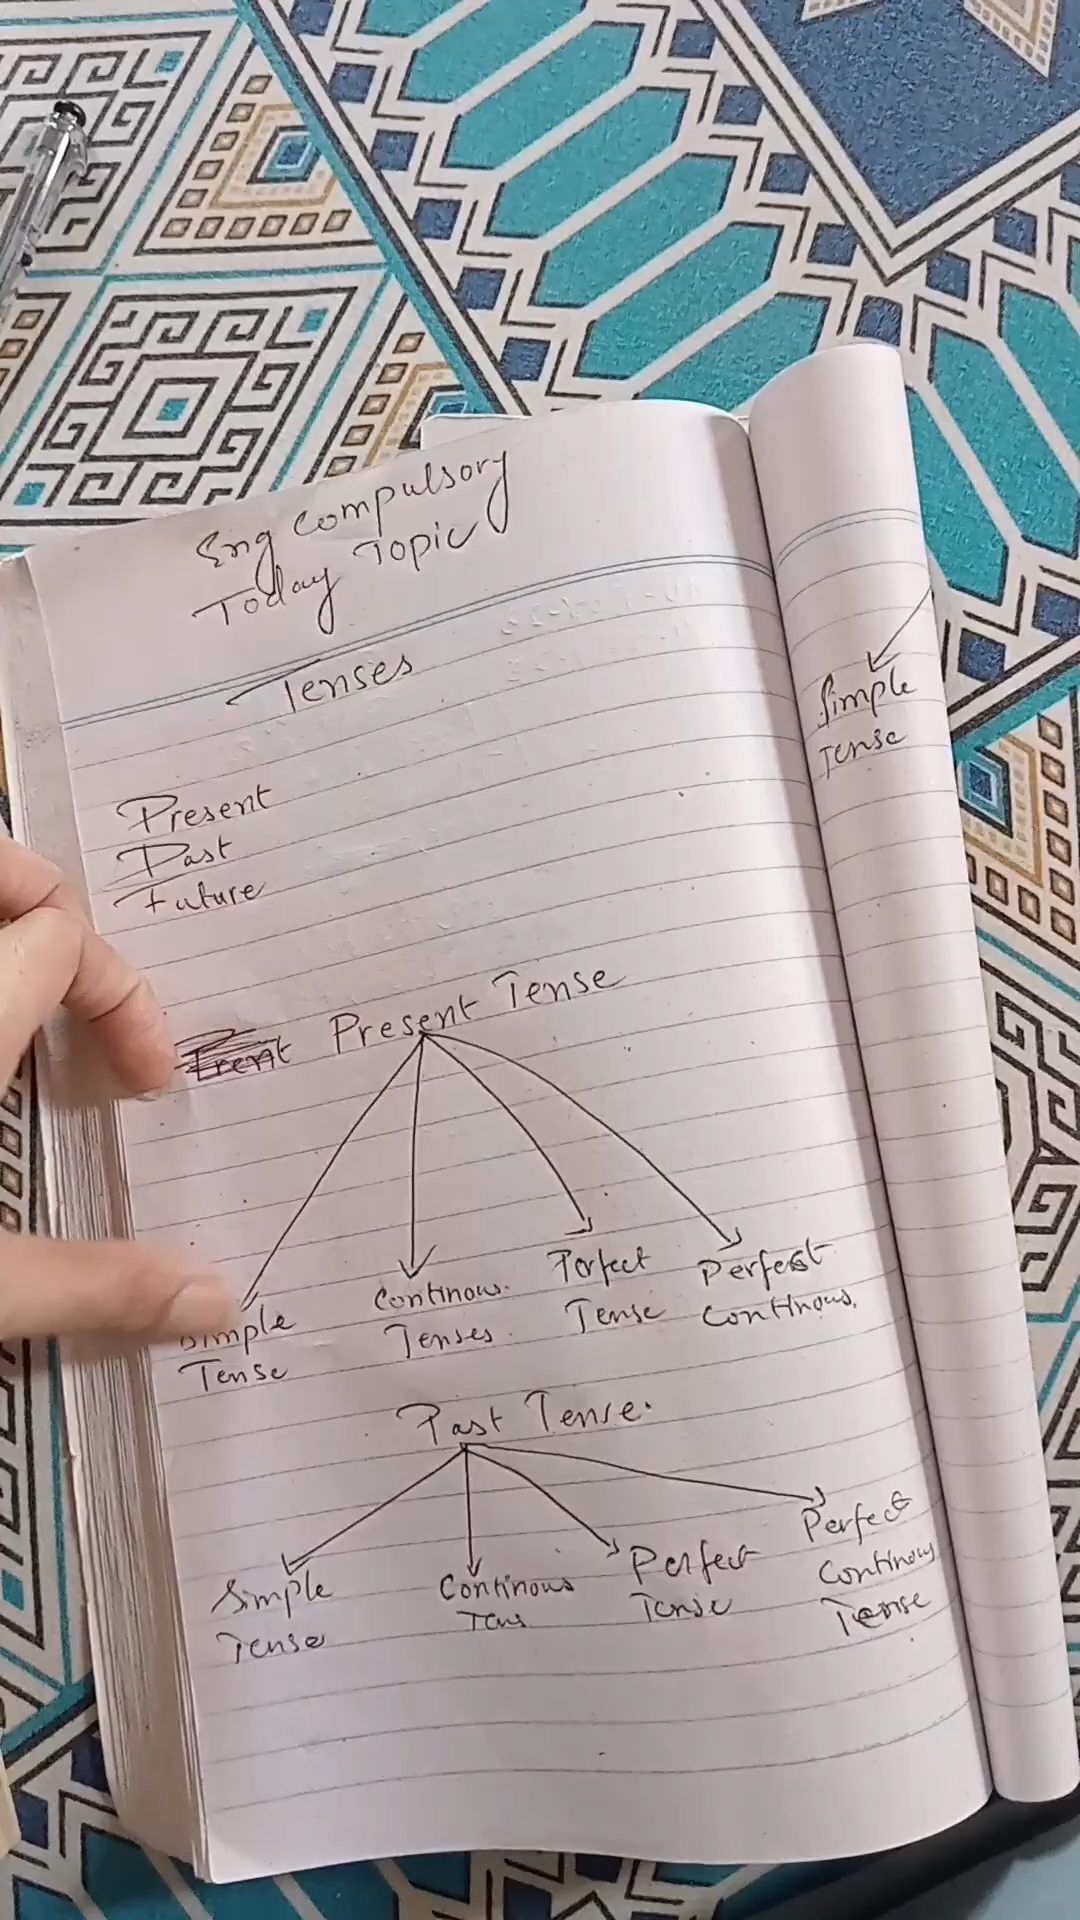 Eng Compulsory
Today Topic
Tenses
Present
Past
Future
Present Tense
Simple
Tense
Continous.
Tenses.
Perfect
Tense
Perfect
Continous.
Past Tense.
Simple
Tense
Continous
Tens
Perfect
Tense
Perfect
Continous
Tense
Simple
Tense